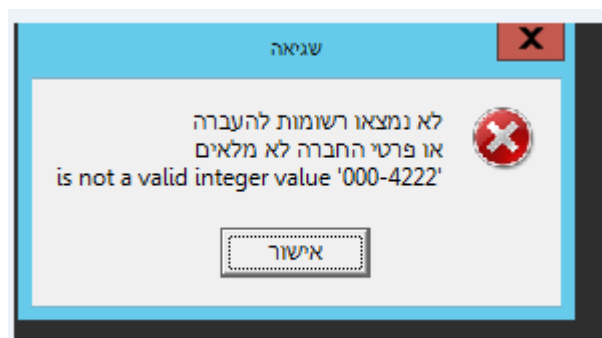 שגיאה
X
לא נמצאו רשומות להעברה
או פרטי החברה לא מלאים
is not a valid integer value '000-4222'
אישור